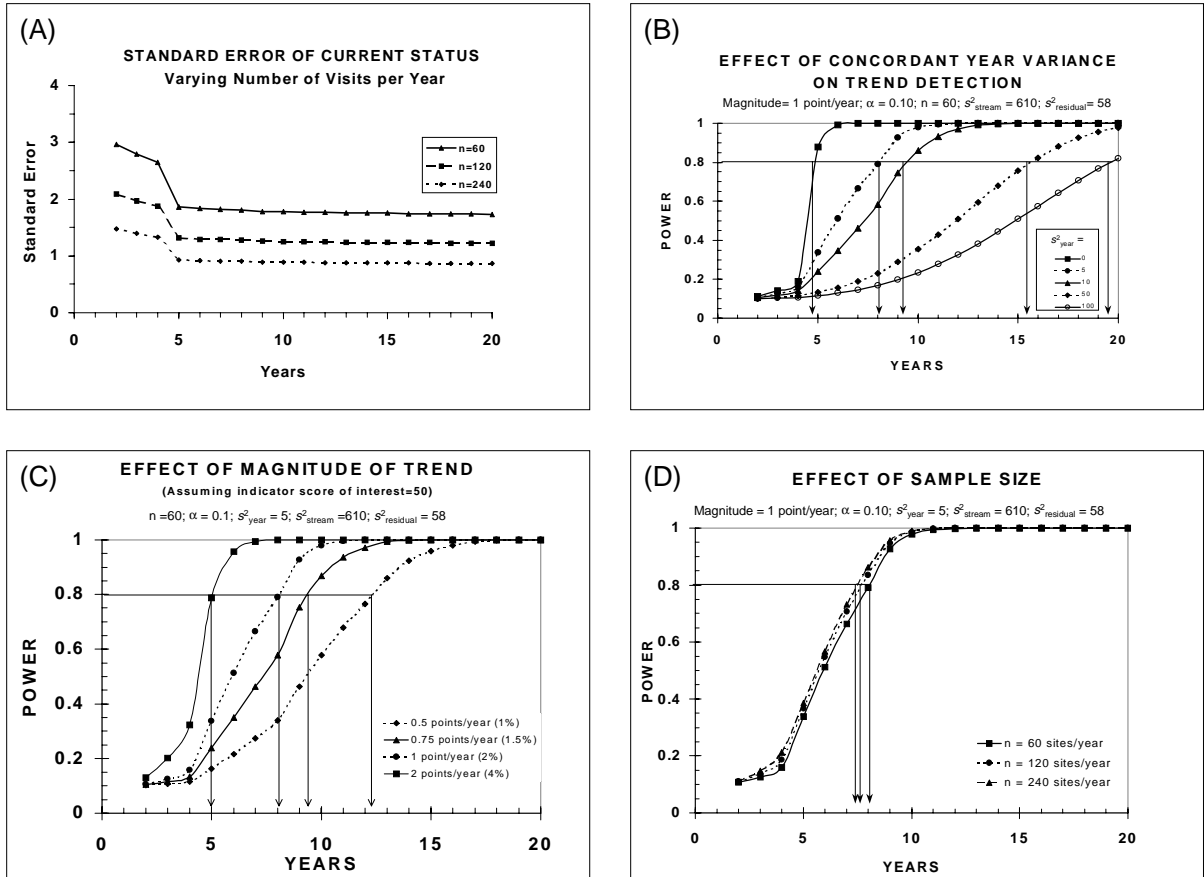 (A)
STANDARD ERROR OF CURRENT STATUS
Varying Number of Visits per Year
4
3
2
1
0
Standard Error
n=60
n=120
n=240
0 5 10 15 20
Years
(B)
EFFECT OF CONCORDANT YEAR VARIANCE
ON TREND DETECTION
Magnitude= 1 point/year; α = 0.10; n = 60; s²stream = 610; s²residual = 58
1
0.8
0.6
0.4
0.2
0
POWER
s²year =
0
5
10
50
100
0 5 10 15 20
YEARS
(C)
EFFECT OF MAGNITUDE OF TREND
(Assuming indicator score of interest=50)
n =60; α = 0.1; s²year = 5; s²stream =610; s²residual = 58
1
0.8
0.6
0.4
0.2
0
POWER
0.5 points/year (1%)
0.75 points/year (1.5%)
1 point/year (2%)
2 points/year (4%)
0 5 10 15 20
YEARS
(D)
EFFECT OF SAMPLE SIZE
Magnitude = 1 point/year; α = 0.10; s²year = 5; s²stream = 610; s²residual = 58
1
0.8
0.6
0.4
0.2
0
POWER
n = 60 sites/year
n = 120 sites/year
n = 240 sites/year
0 5 10 15 20
YEARS